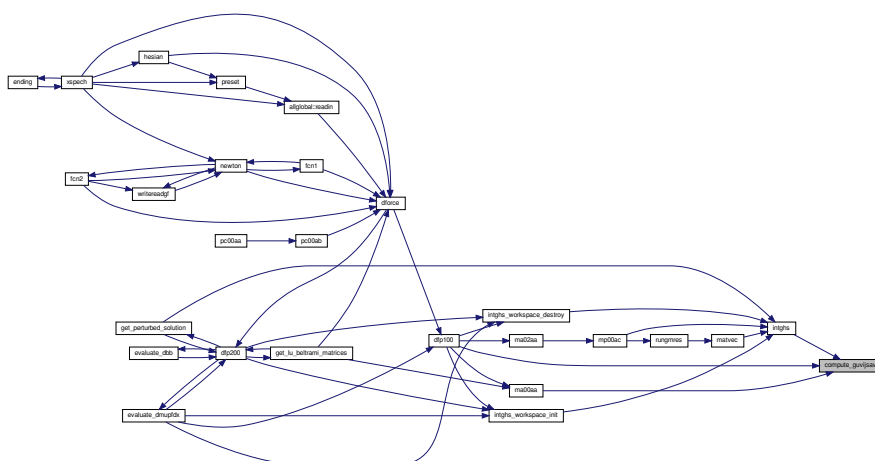 hesian
ending
xspech
preset
allglobal::readin
newton
fcn1
fcn2
writereadgf
dforce
pc00aa
pc00ab
intghs_workspace_destroy
get_perturbed_solution
intghs
dfp100
ma02aa
mp00ac
rungmres
matvec
evaluate_dbb
dfp200
get_lu_beltrami_matrices
compute_guvijsave
ma00aa
evaluate_dmupfdx
intghs_workspace_init